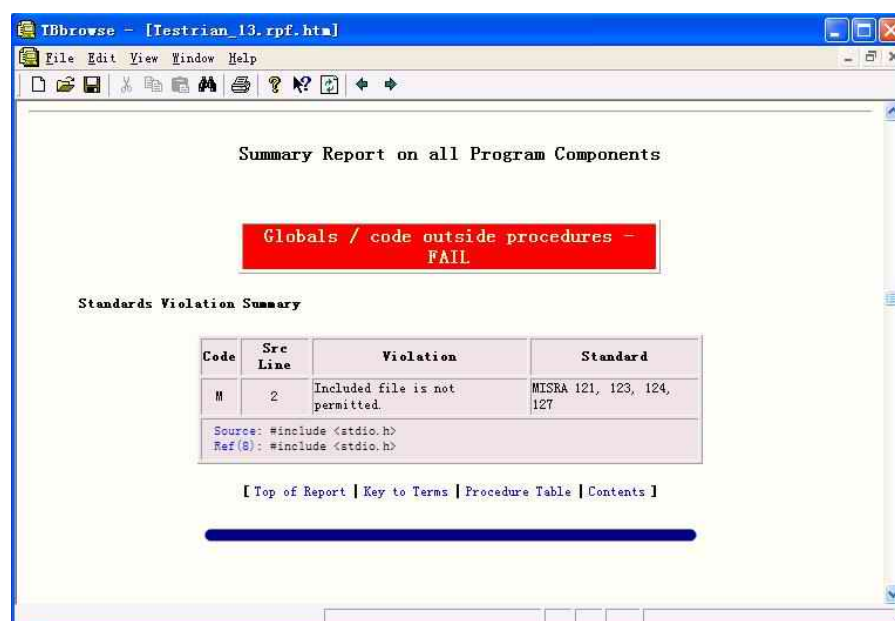 TBbrowse - [Testrian_13.rpf.htm]
File Edit View Window Help
Summary Report on all Program Components
Globals / code outside procedures -
FAIL
Standards Violation Summary
Code Src Line Violation Standard
M 2 Included file is not permitted. MISRA 121, 123, 124, 127
Source: #include <stdio.h>
Ref(8): #include <stdio.h>
[ Top of Report | Key to Terms | Procedure Table | Contents ]